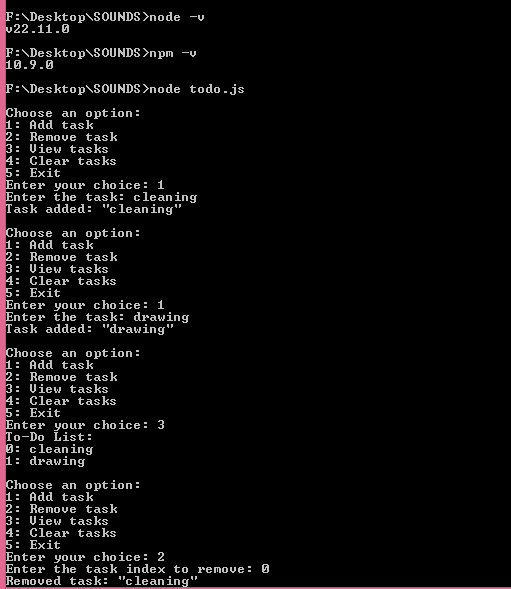 F:\Desktop\SOUNDS>node -v
v22.11.0
F:\Desktop\SOUNDS>npm -v
10.9.0
F:\Desktop\SOUNDS>node todo.js
Choose an option:
1: Add task
2: Remove task
3: View tasks
4: Clear tasks
5: Exit
Enter your choice: 1
Enter the task: cleaning
Task added: "cleaning"
Choose an option:
1: Add task
2: Remove task
3: View tasks
4: Clear tasks
5: Exit
Enter your choice: 1
Enter the task: drawing
Task added: "drawing"
Choose an option:
1: Add task
2: Remove task
3: View tasks
4: Clear tasks
5: Exit
Enter your choice: 3
To-Do List:
0: cleaning
1: drawing
Choose an option:
1: Add task
2: Remove task
3: View tasks
4: Clear tasks
5: Exit
Enter your choice: 2
Enter the task index to remove: 0
Removed task: "cleaning"